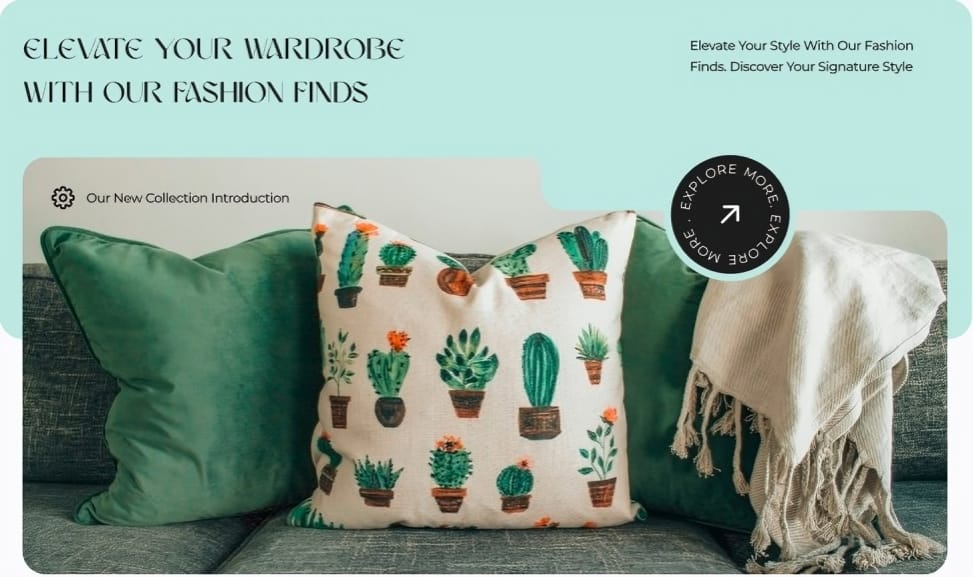 ELEVATE YOUR WARDROBE
WITH OUR FASHION FINDS
Elevate Your Style With Our Fashion
Finds. Discover Your Signature Style
Our New Collection Introduction
EXPLORE MORE. EXPLORE MORE .